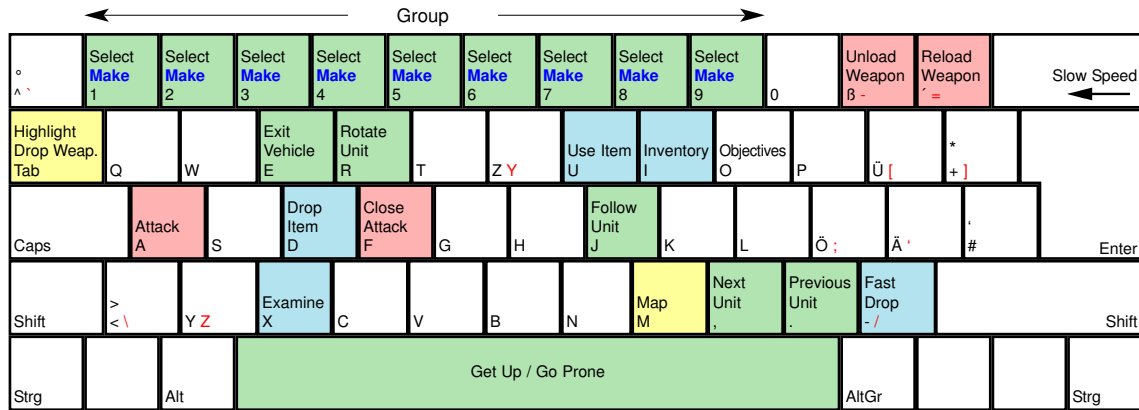 Group
Select Select Select Select Select Select Select Select Select Unload Reload
° Make Make Make Make Make Make Make Make Make Weapon Weapon Slow Speed
^ ` 1 2 3 4 5 6 7 8 9 0 ß - ´ =
Highlight Exit Rotate *
Drop Weap. Vehicle Unit Use Item Inventory Objectives
Tab Q W E R T Z Y U I O P Ü [ + ]
Drop Close Follow ‘
Attack Item Attack Unit
Caps A S D F G H J K L Ö ; Ä ' # Enter
> Next Previous Fast
Examine Map Unit Unit Drop
Shift < \ Y Z X C V B N M , . - / Shift
Get Up / Go Prone
Strg Alt AltGr Strg